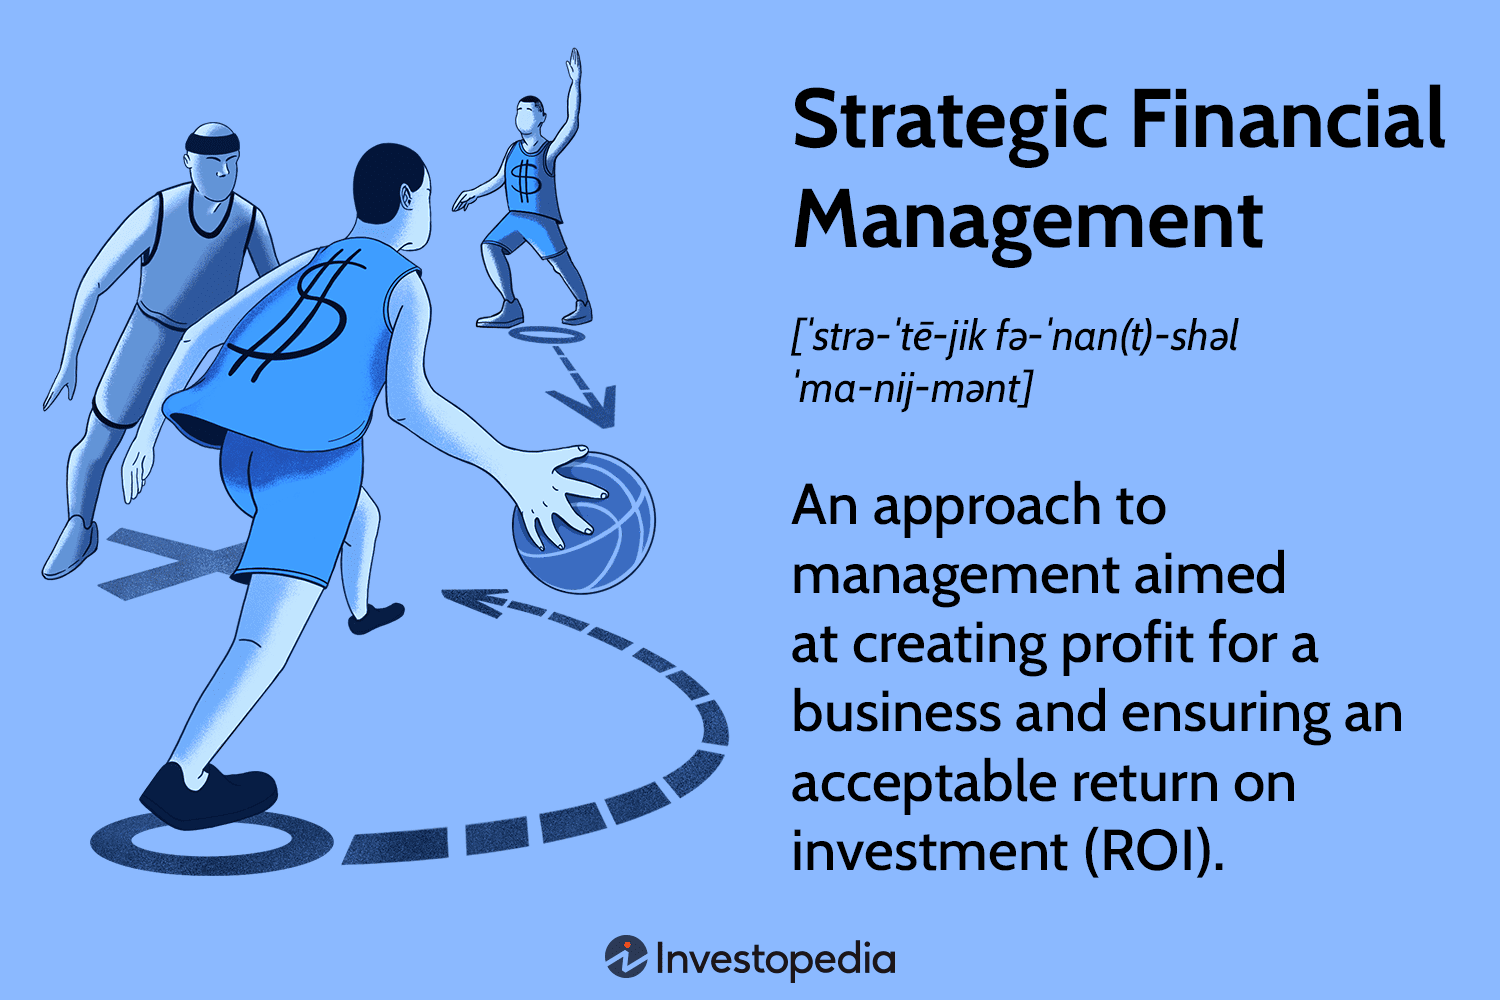 Strategic Financial
Management
[ˈstrə-ˈtē-jik fə-ˈnan(t)-shəl
ˈma-nij-mənt]
An approach to
management aimed
at creating profit for a
business and ensuring an
acceptable return on
investment (ROI).
$
$
Investopedia